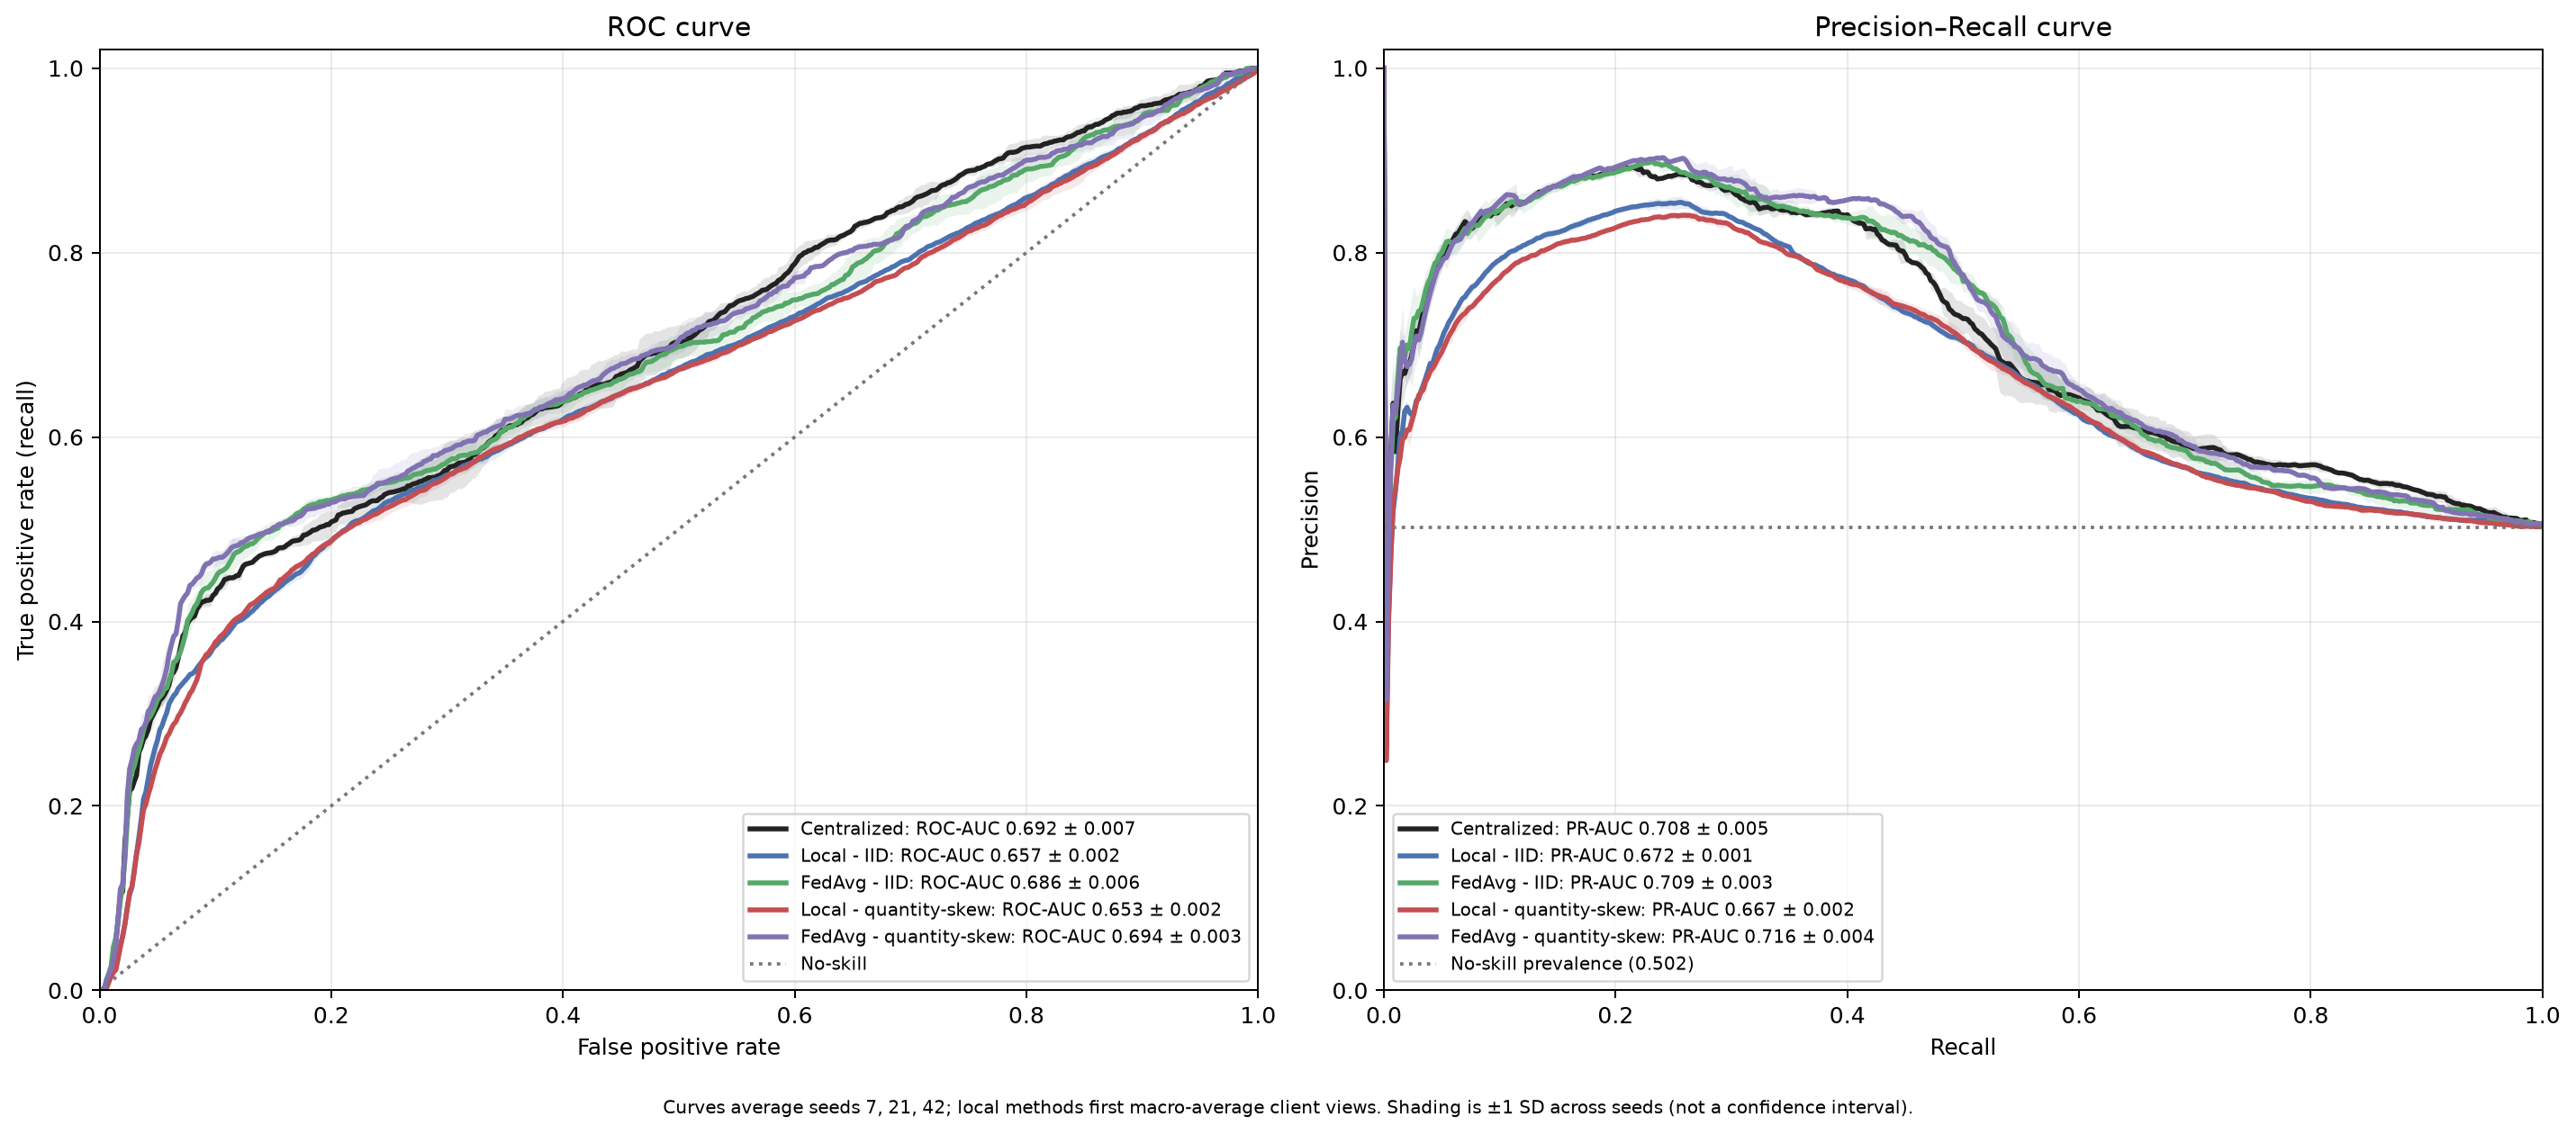 ROC curve
1.0
0.8
0.6
0.4
0.2
0.0
True positive rate (recall)
0.0 0.2 0.4 0.6 0.8 1.0
False positive rate
Centralized: ROC-AUC 0.692 ± 0.007
Local - IID: ROC-AUC 0.657 ± 0.002
FedAvg - IID: ROC-AUC 0.686 ± 0.006
Local - quantity-skew: ROC-AUC 0.653 ± 0.002
FedAvg - quantity-skew: ROC-AUC 0.694 ± 0.003
No-skill
Precision–Recall curve
1.0
0.8
0.6
0.4
0.2
0.0
Precision
0.0 0.2 0.4 0.6 0.8 1.0
Recall
Centralized: PR-AUC 0.708 ± 0.005
Local - IID: PR-AUC 0.672 ± 0.001
FedAvg - IID: PR-AUC 0.709 ± 0.003
Local - quantity-skew: PR-AUC 0.667 ± 0.002
FedAvg - quantity-skew: PR-AUC 0.716 ± 0.004
No-skill prevalence (0.502)
Curves average seeds 7, 21, 42; local methods first macro-average client views. Shading is ±1 SD across seeds (not a confidence interval).